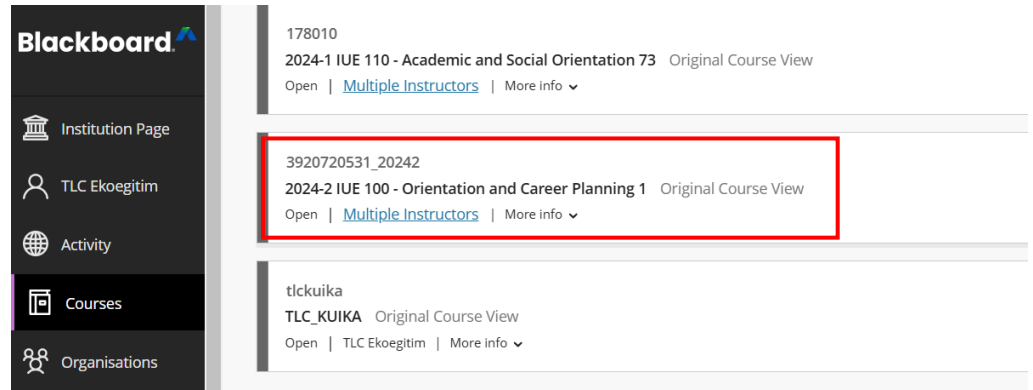 Blackboard
Institution Page
TLC Ekoegitim
Activity
Courses
Organisations
178010
2024-1 IUE 110 - Academic and Social Orientation 73 Original Course View
Open | Multiple Instructors | More info
3920720531_20242
2024-2 IUE 100 - Orientation and Career Planning 1 Original Course View
Open | Multiple Instructors | More info
tlckuika
TLC_KUIKA Original Course View
Open | TLC Ekoegitim | More info